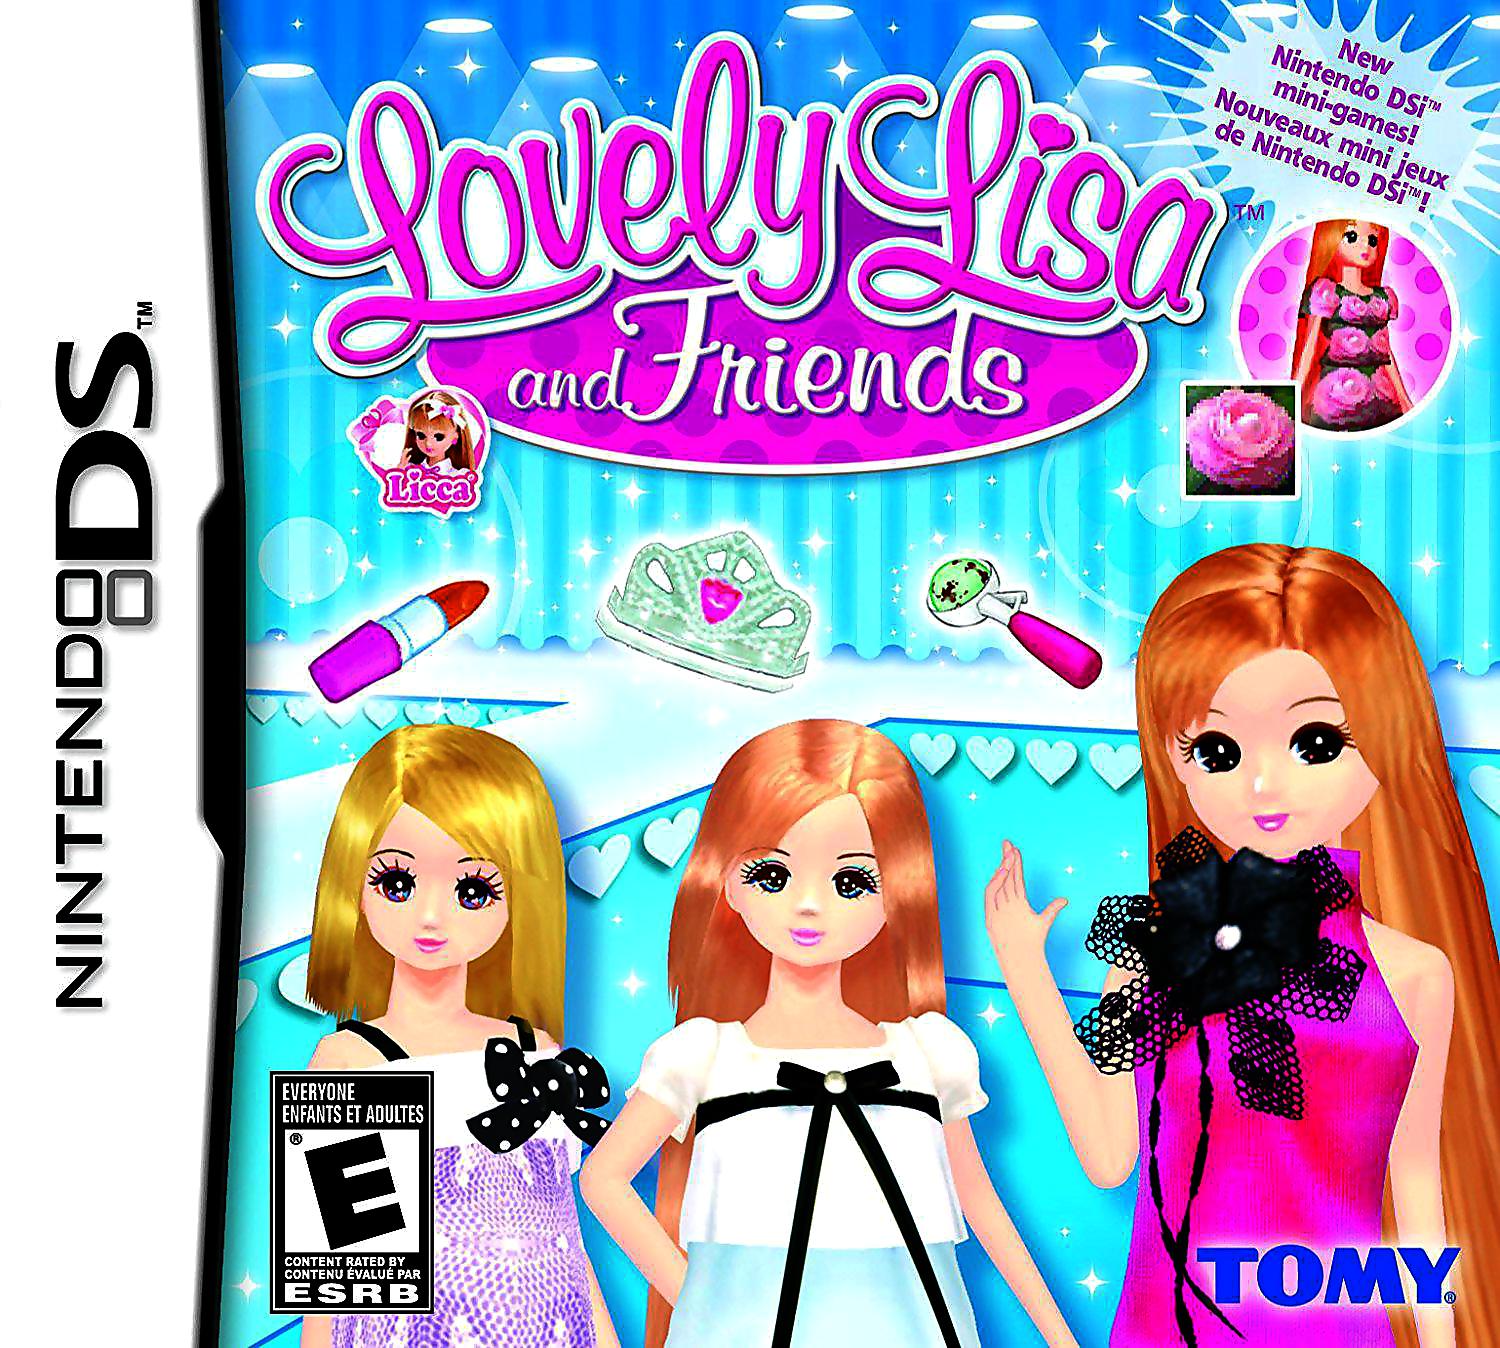 NINTENDO DS™
Lovely Lisa™
and Friends
New
Nintendo DSi™
mini-games!
Nouveaux mini jeux
de Nintendo DSi™!
Licca
EVERYONE
ENFANTS ET ADULTES
E®
CONTENT RATED BY
CONTENU ÉVALUÉ PAR
ESRB
TOMY®